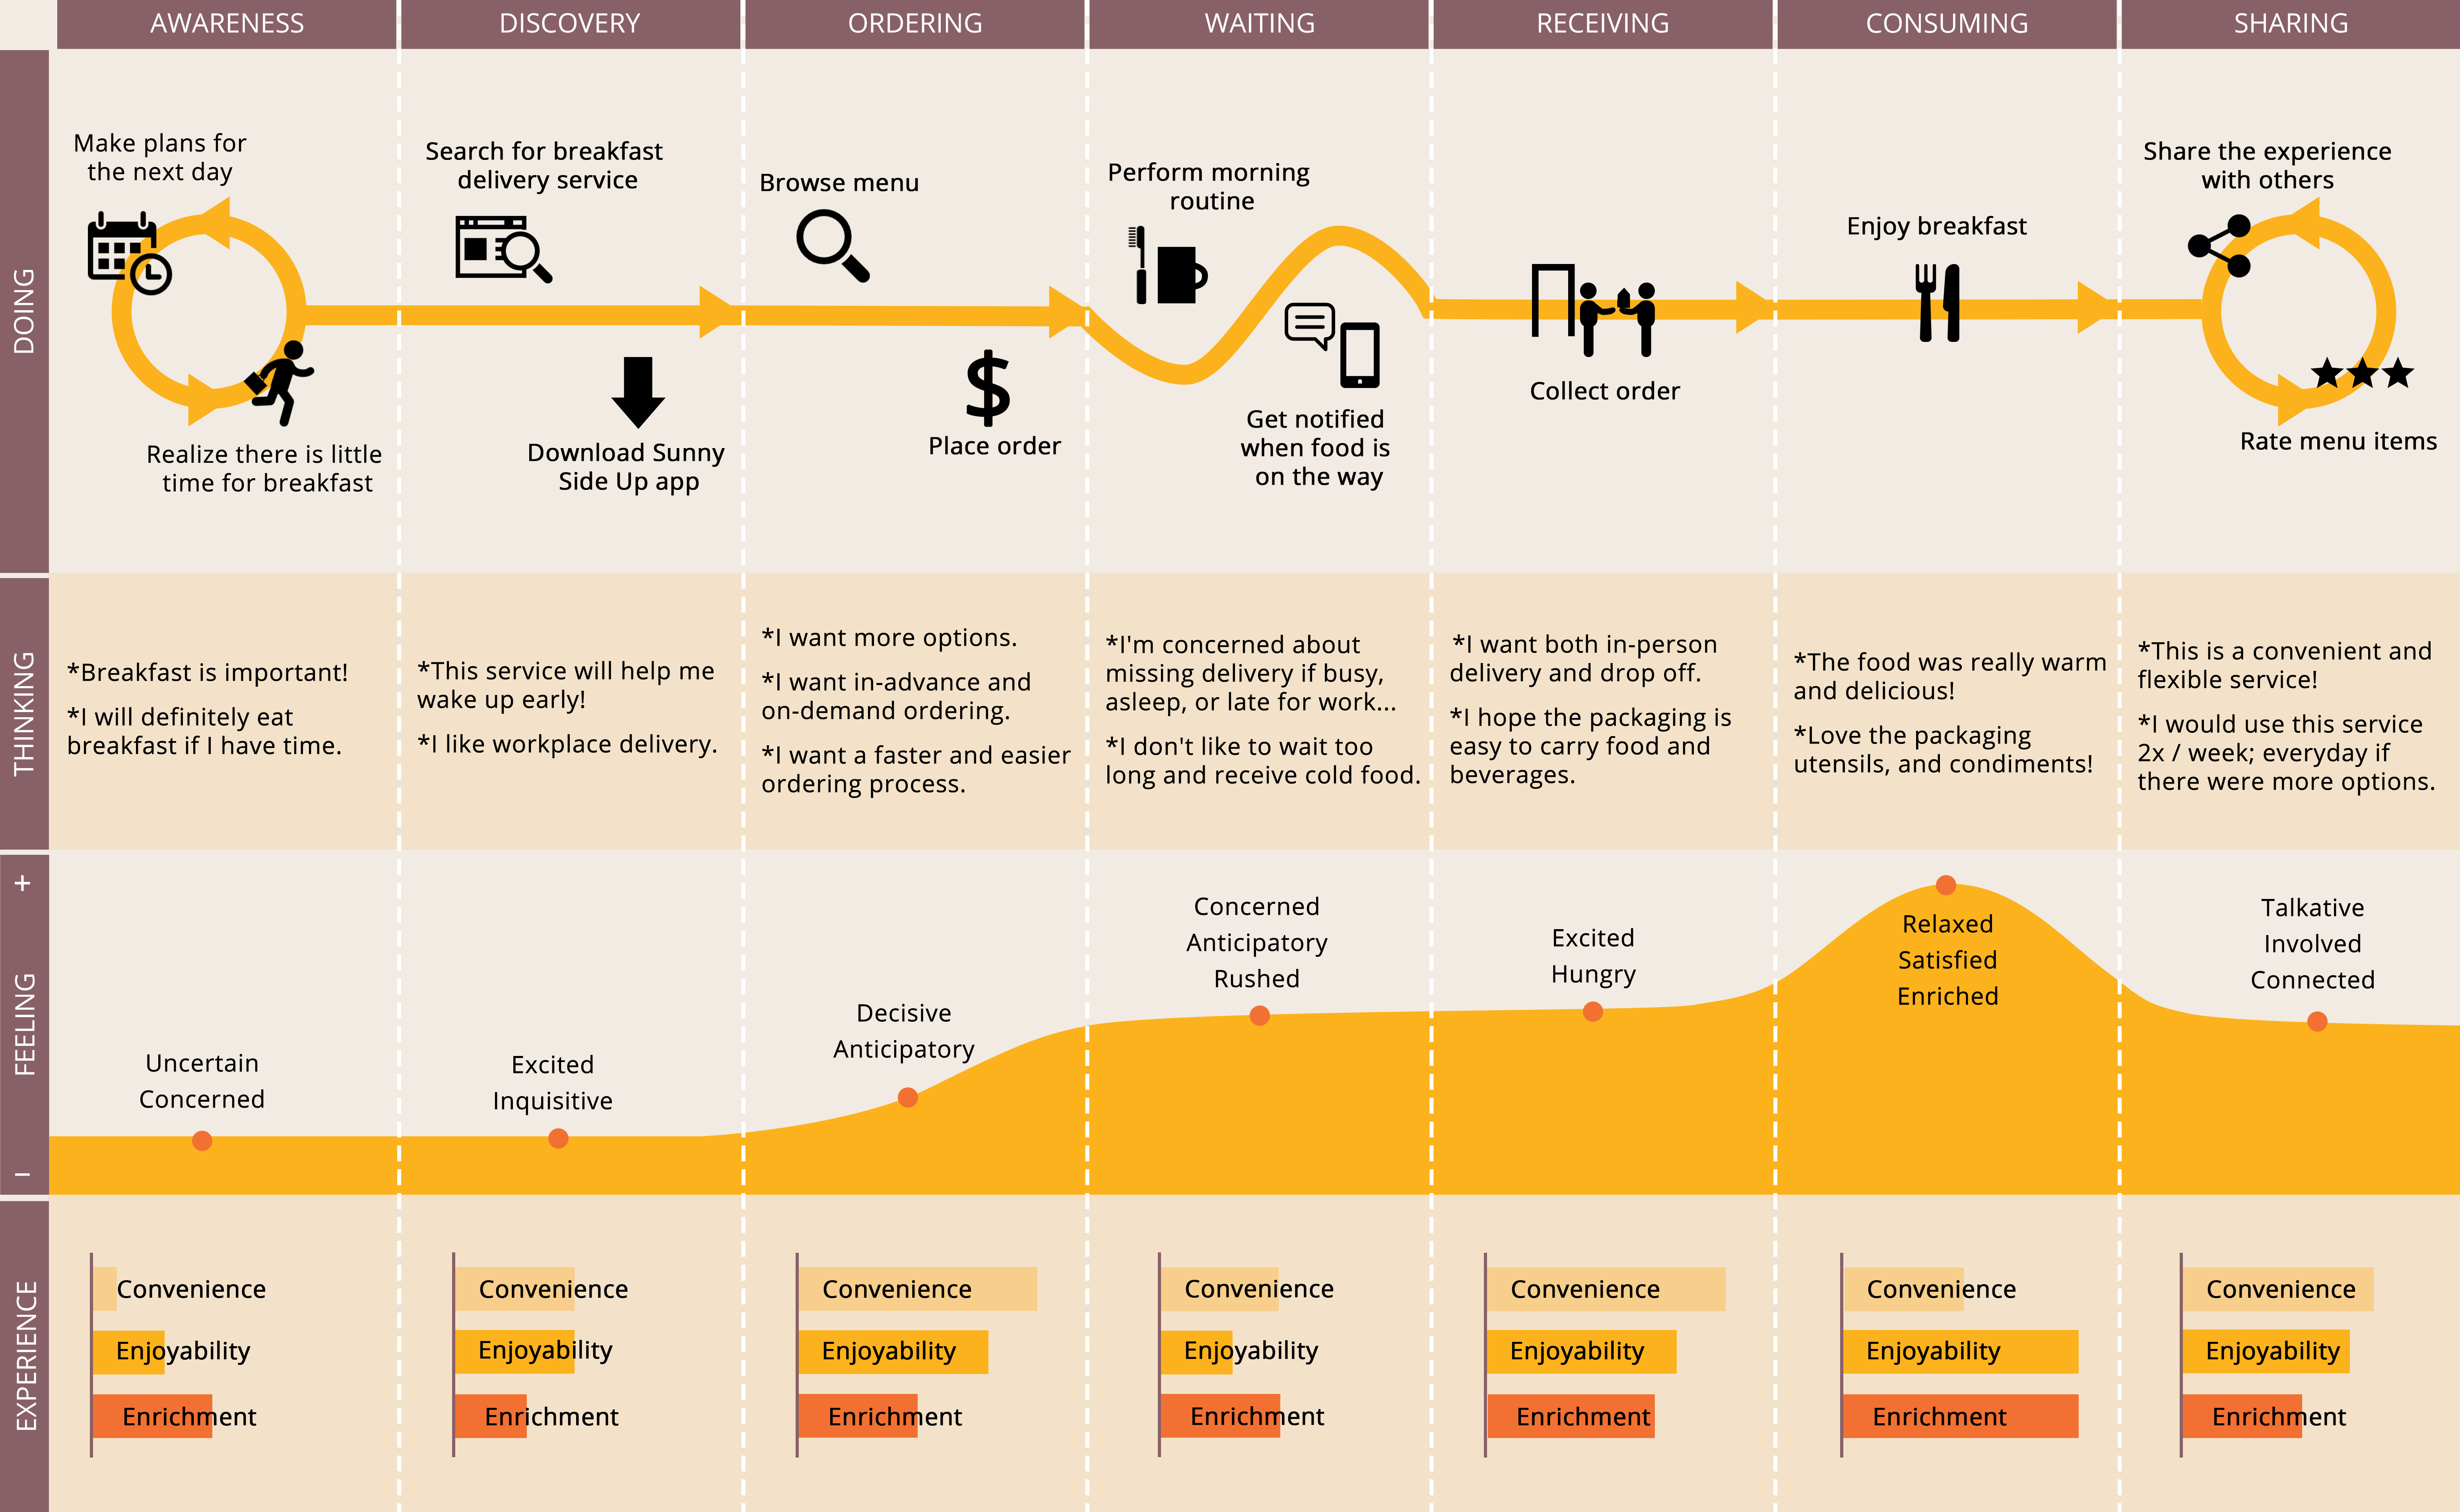 AWARENESS
DISCOVERY
ORDERING
WAITING
RECEIVING
CONSUMING
SHARING
DOING
Make plans for
the next day
Realize there is little
time for breakfast
Search for breakfast
delivery service
Download Sunny
Side Up app
Browse menu
$
Place order
Perform morning
routine
Get notified
when food is
on the way
Collect order
Enjoy breakfast
Share the experience
with others
Rate menu items
THINKING
*Breakfast is important!
*I will definitely eat
breakfast if I have time.
*This service will help me
wake up early!
*I like workplace delivery.
*I want more options.
*I want in-advance and
on-demand ordering.
*I want a faster and easier
ordering process.
*I'm concerned about
missing delivery if busy,
asleep, or late for work...
*I don't like to wait too
long and receive cold food.
*I want both in-person
delivery and drop off.
*I hope the packaging is
easy to carry food and
beverages.
*The food was really warm
and delicious!
*Love the packaging
utensils, and condiments!
*This is a convenient and
flexible service!
*I would use this service
2x / week; everyday if
there were more options.
+
FEELING
–
Uncertain
Concerned
Excited
Inquisitive
Decisive
Anticipatory
Concerned
Anticipatory
Rushed
Excited
Hungry
Relaxed
Satisfied
Enriched
Talkative
Involved
Connected
EXPERIENCE
Convenience
Enjoyability
Enrichment
Convenience
Enjoyability
Enrichment
Convenience
Enjoyability
Enrichment
Convenience
Enjoyability
Enrichment
Convenience
Enjoyability
Enrichment
Convenience
Enjoyability
Enrichment
Convenience
Enjoyability
Enrichment